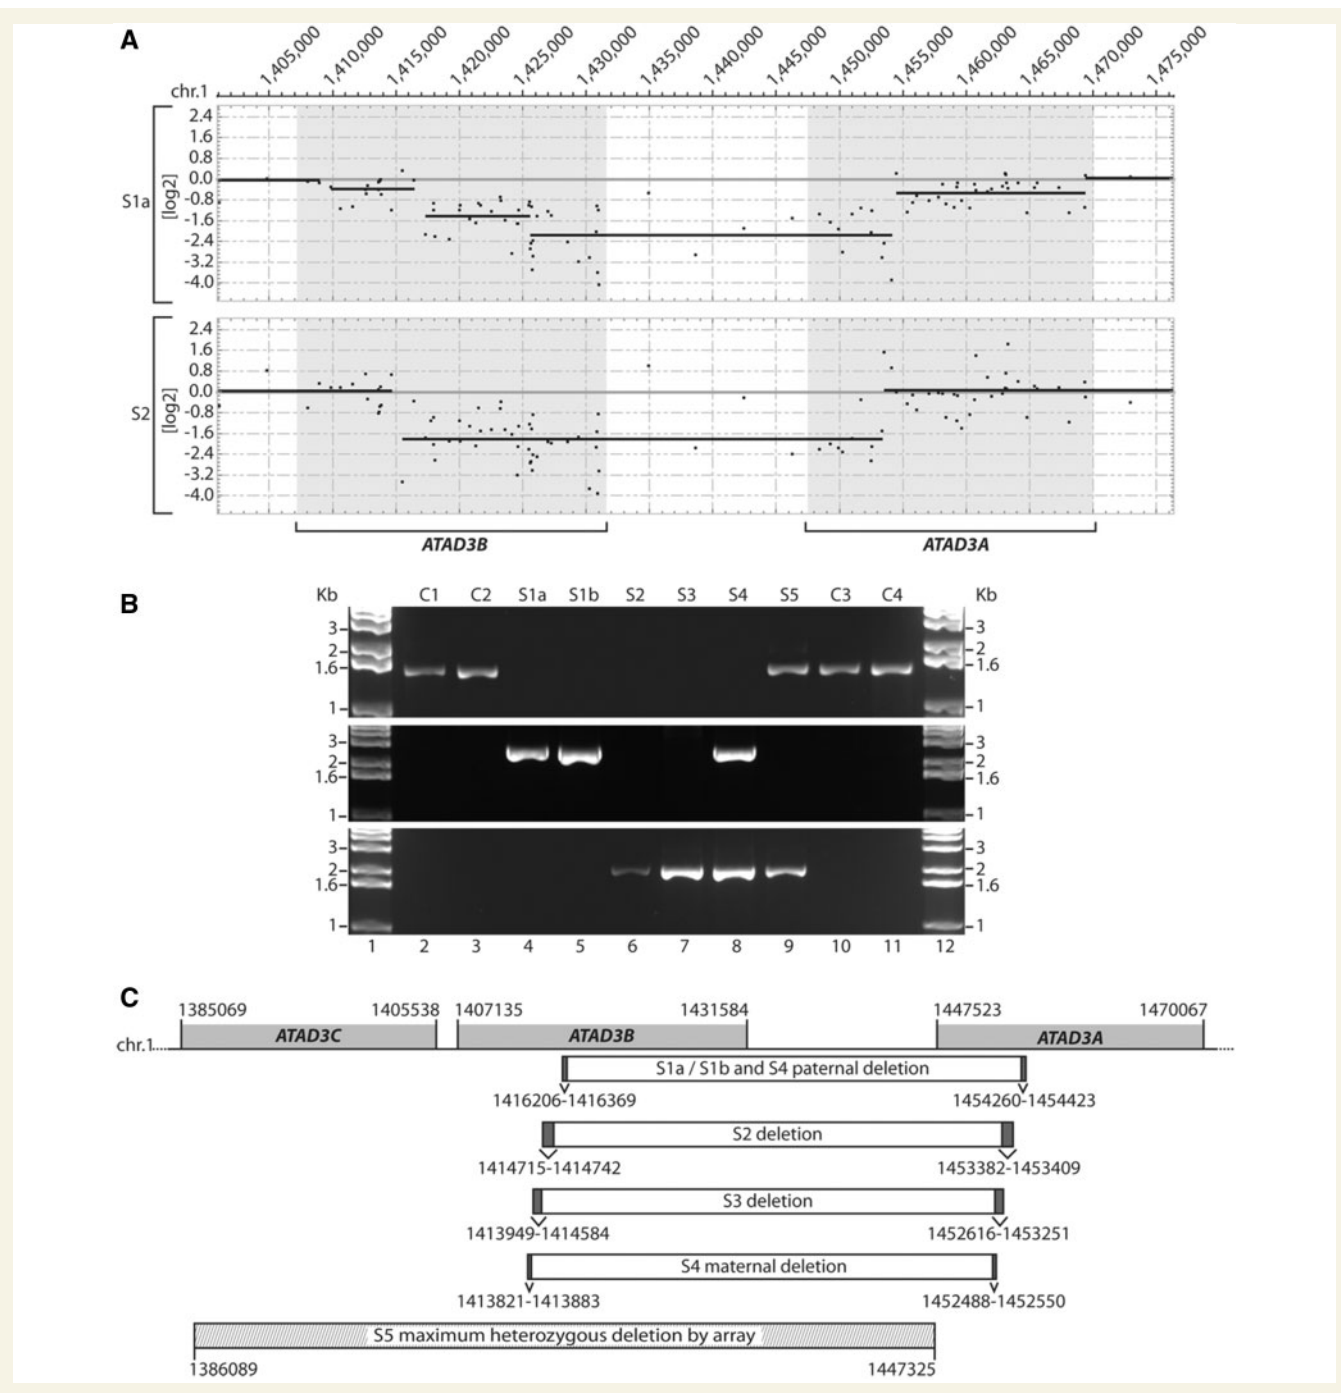 A
1,405,000 1,410,000 1,415,000 1,420,000 1,425,000 1,430,000 1,435,000 1,440,000 1,445,000 1,450,000 1,455,000 1,460,000 1,465,000 1,470,000 1,475,000
chr.1
S1a
[log2]
2.4
1.6
0.8
0.0
-0.8
-1.6
-2.4
-3.2
-4.0
S2
[log2]
2.4
1.6
0.8
0.0
-0.8
-1.6
-2.4
-3.2
-4.0
ATAD3B ATAD3A
B
Kb C1 C2 S1a S1b S2 S3 S4 S5 C3 C4 Kb
3 3
2 2
1.6 1.6
1 1
3 3
2 2
1.6 1.6
1 1
3 3
2 2
1.6 1.6
1 1
1 2 3 4 5 6 7 8 9 10 11 12
C
1385069 1405538 1407135 1431584 1447523 1470067
ATAD3C ATAD3B ATAD3A
chr.1
S1a / S1b and S4 paternal deletion
1416206-1416369 1454260-1454423
S2 deletion
1414715-1414742 1453382-1453409
S3 deletion
1413949-1414584 1452616-1453251
S4 maternal deletion
1413821-1413883 1452488-1452550
S5 maximum heterozygous deletion by array
1386089 1447325